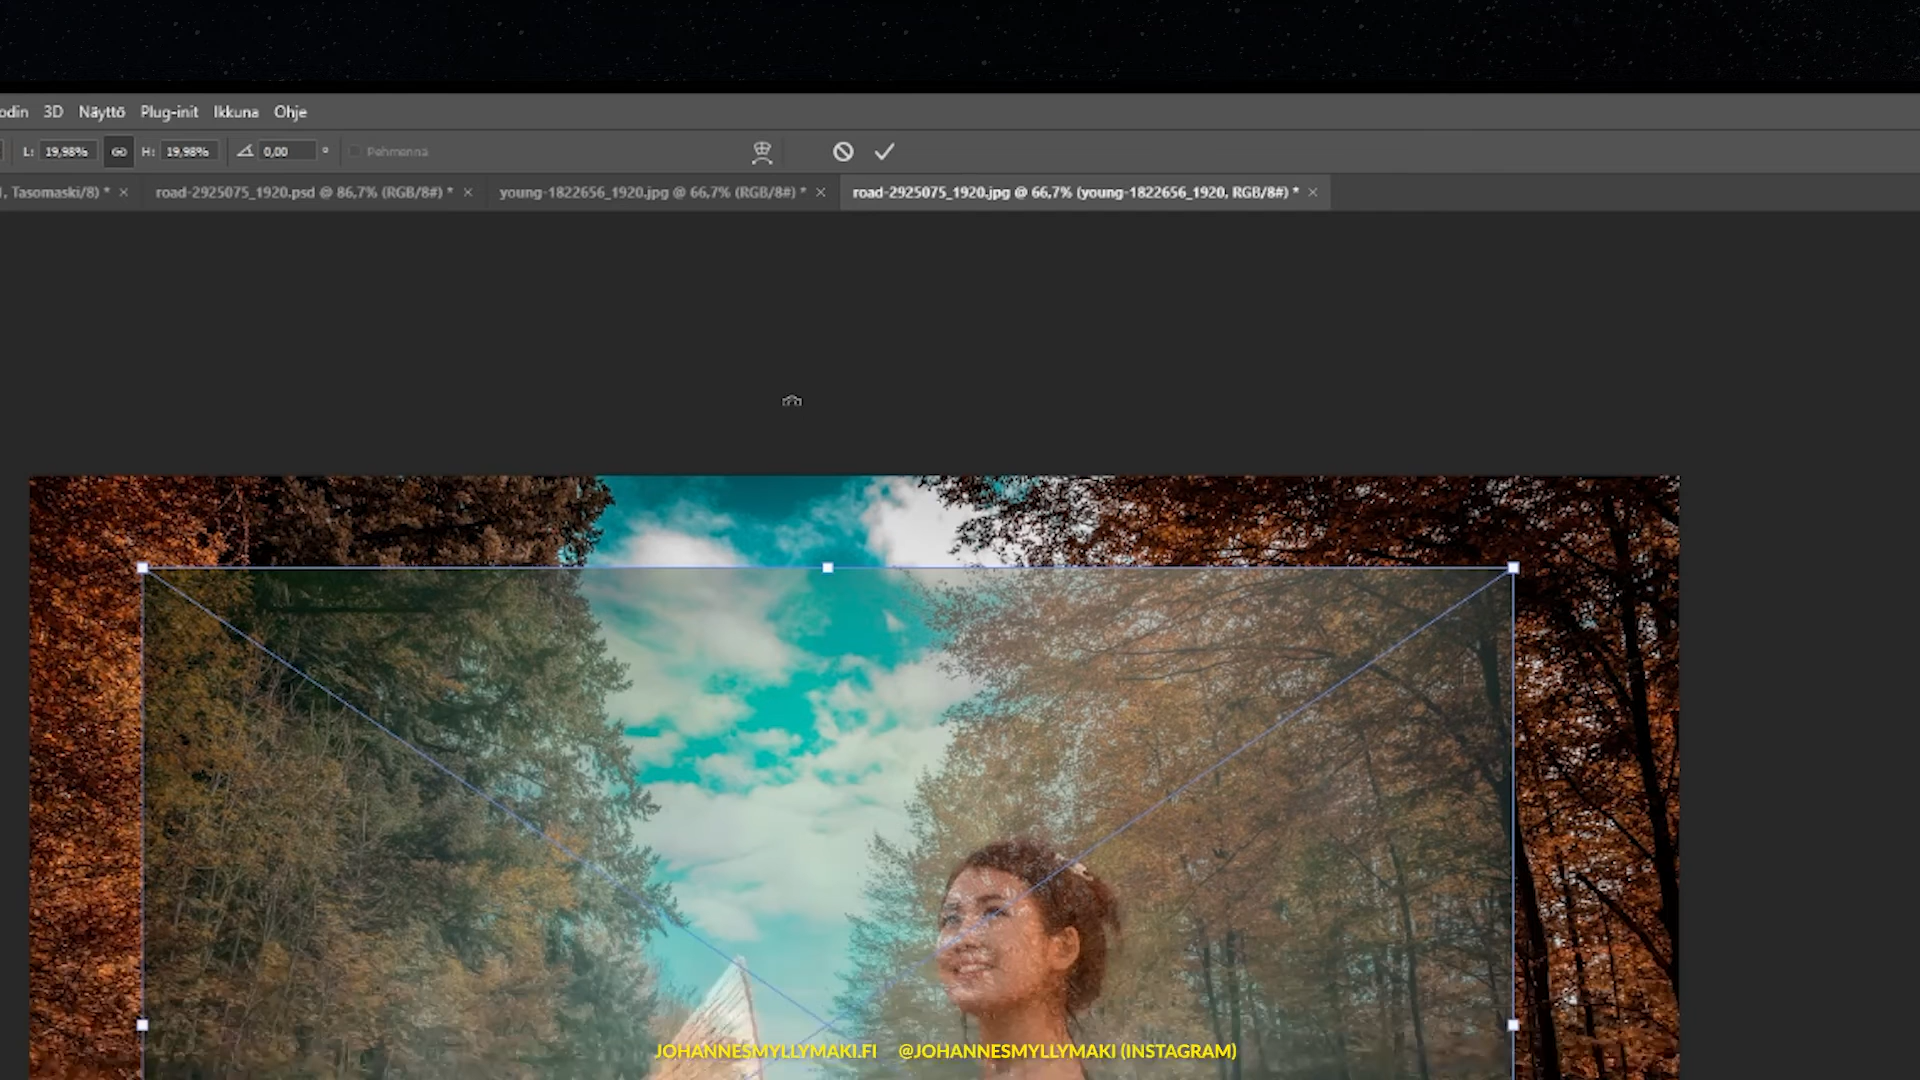 odin 3D Näyttö Plug-init Ikkuna Ohje
L: 19,98% H: 19,98% 0,00 ° Pehmennä
, Tasomaski/8) * × road-2925075_1920.psd @ 86,7% (RGB/8#) * × young-1822656_1920.jpg @ 66,7% (RGB/8#) * × road-2925075_1920.jpg @ 66,7% (young-1822656_1920, RGB/8#) * ×
JOHANNESMYLLYMAKI.FI @JOHANNESMYLLYMAKI (INSTAGRAM)